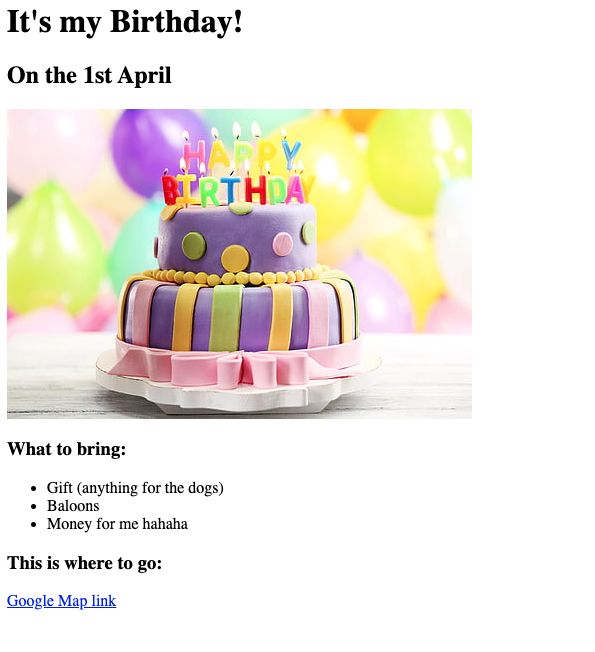 It's my Birthday!
On the 1st April
HAPPY
BIRTHDAY
What to bring:
Gift (anything for the dogs)
Baloons
Money for me hahaha
This is where to go:
Google Map link